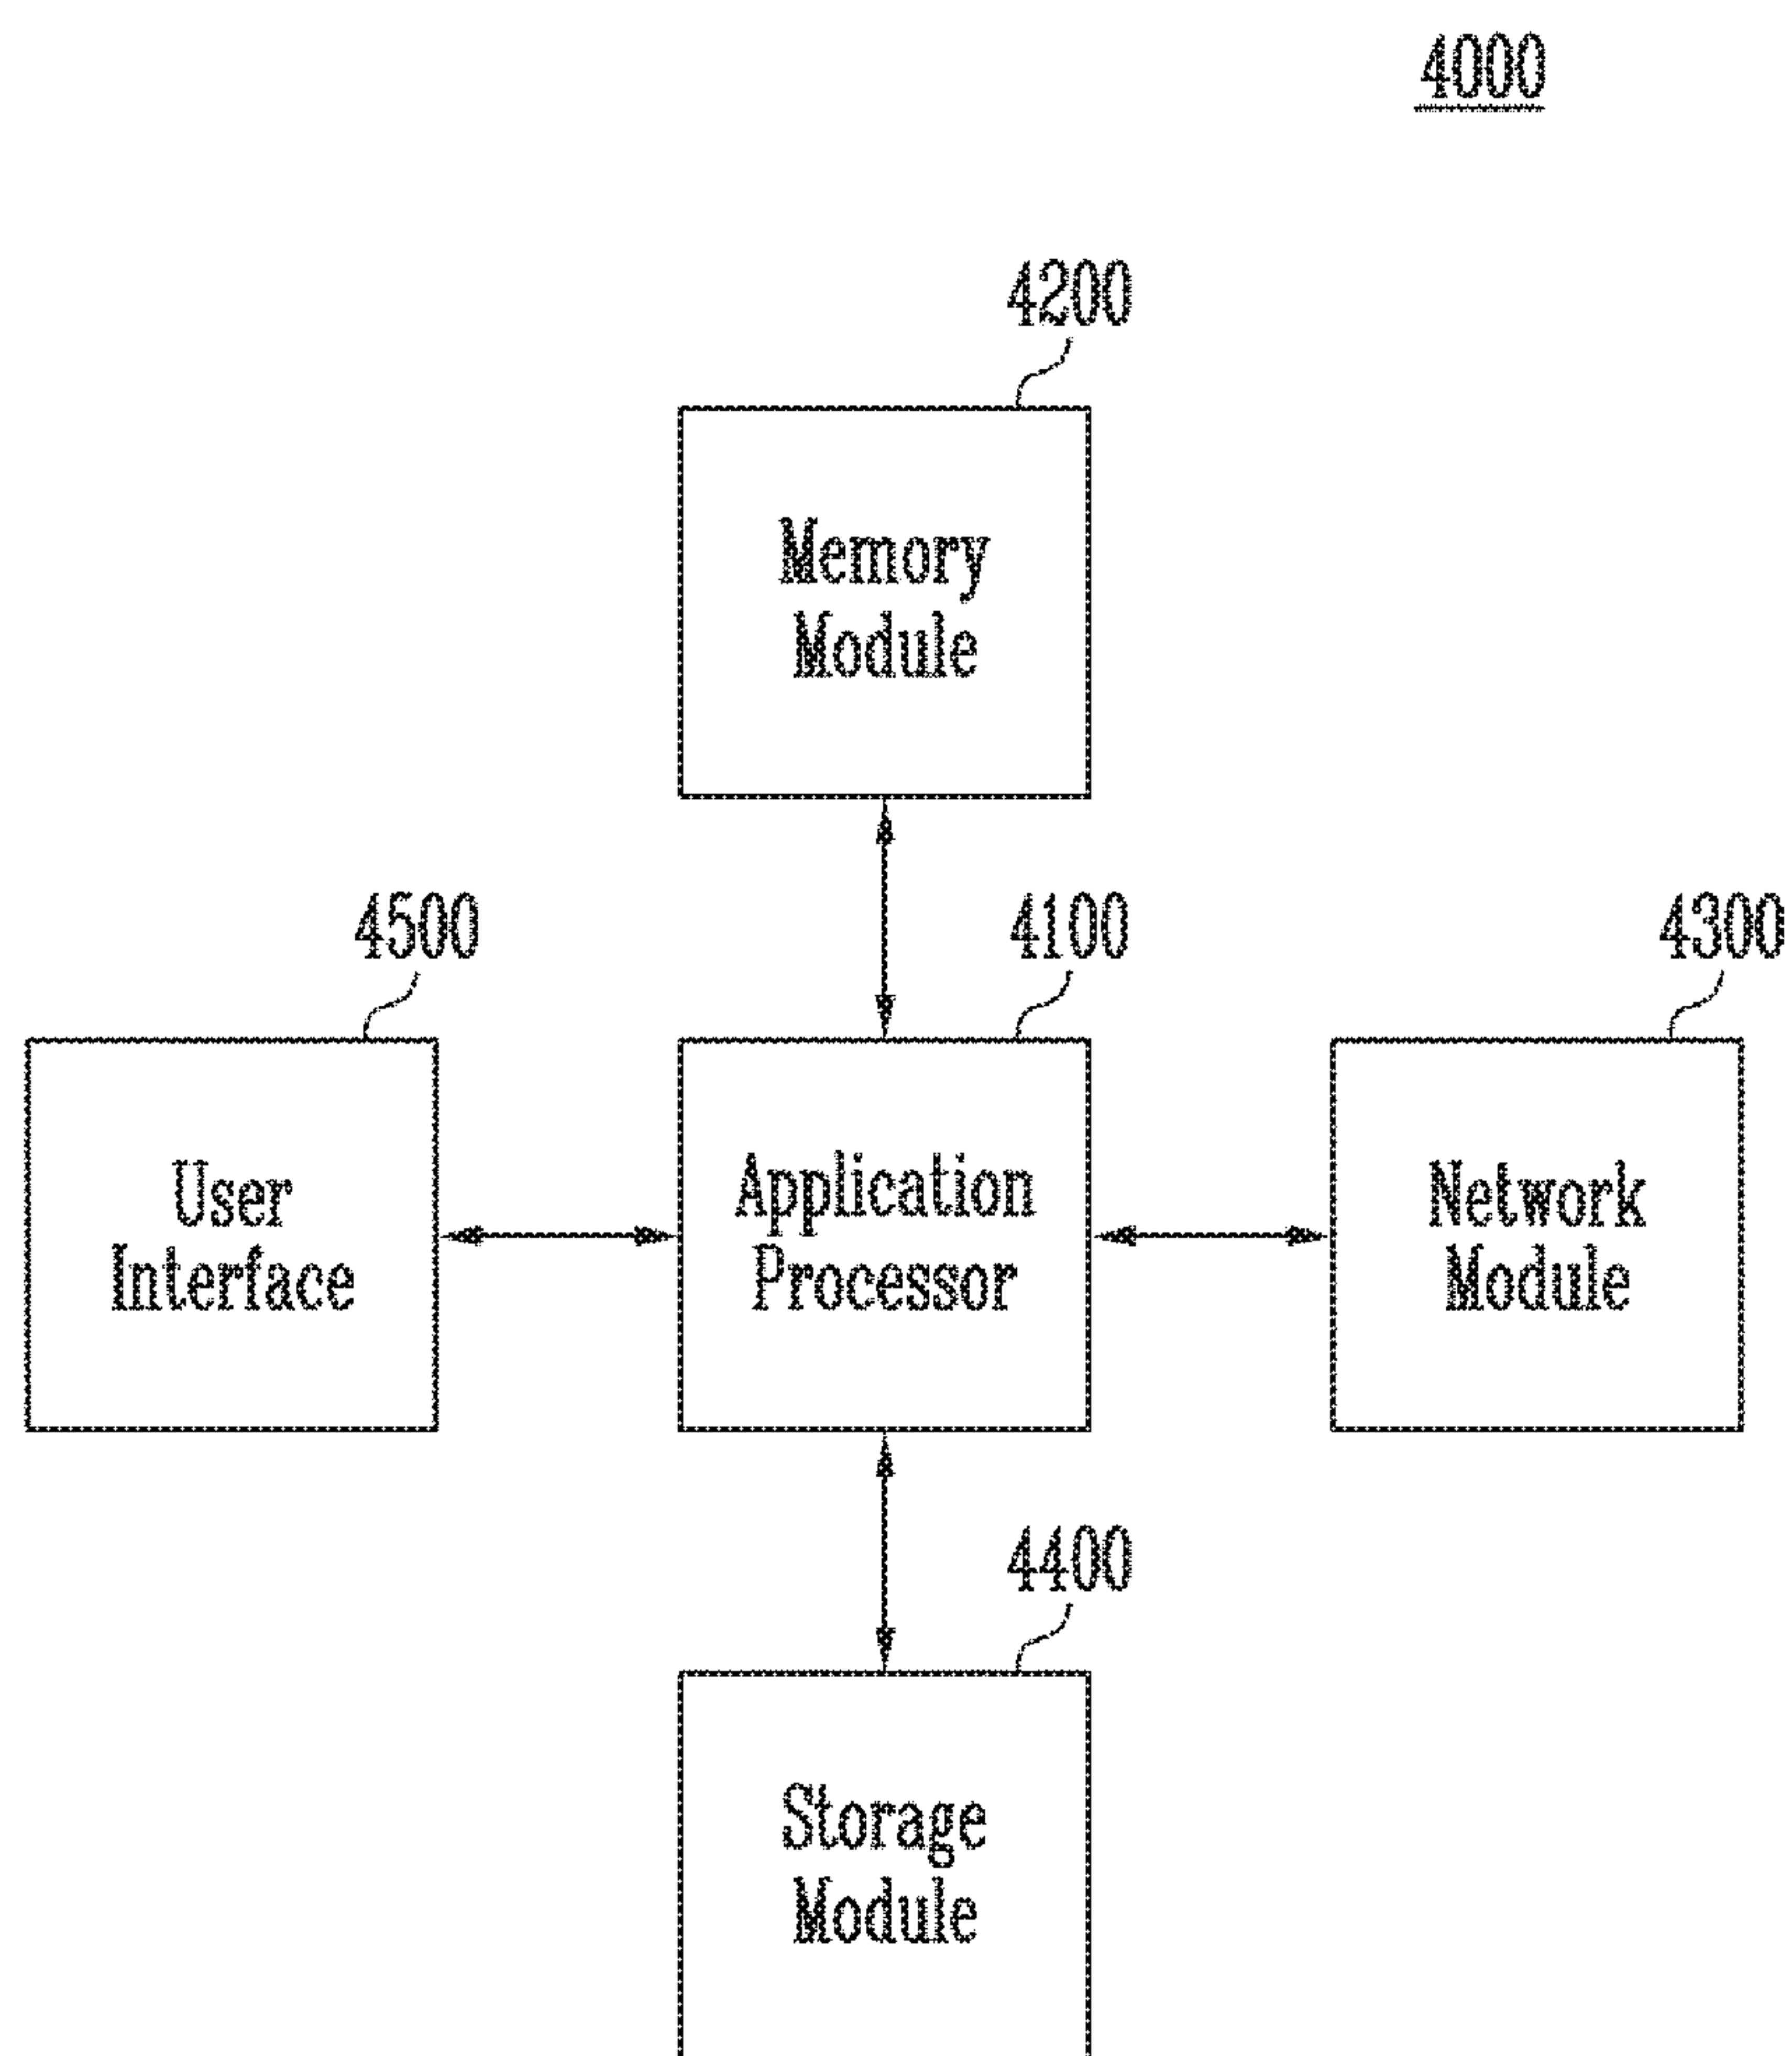 4000
4200
Memory
Module
4500
4100
4300
User
Interface
Application
Processor
Network
Module
4400
Storage
Module